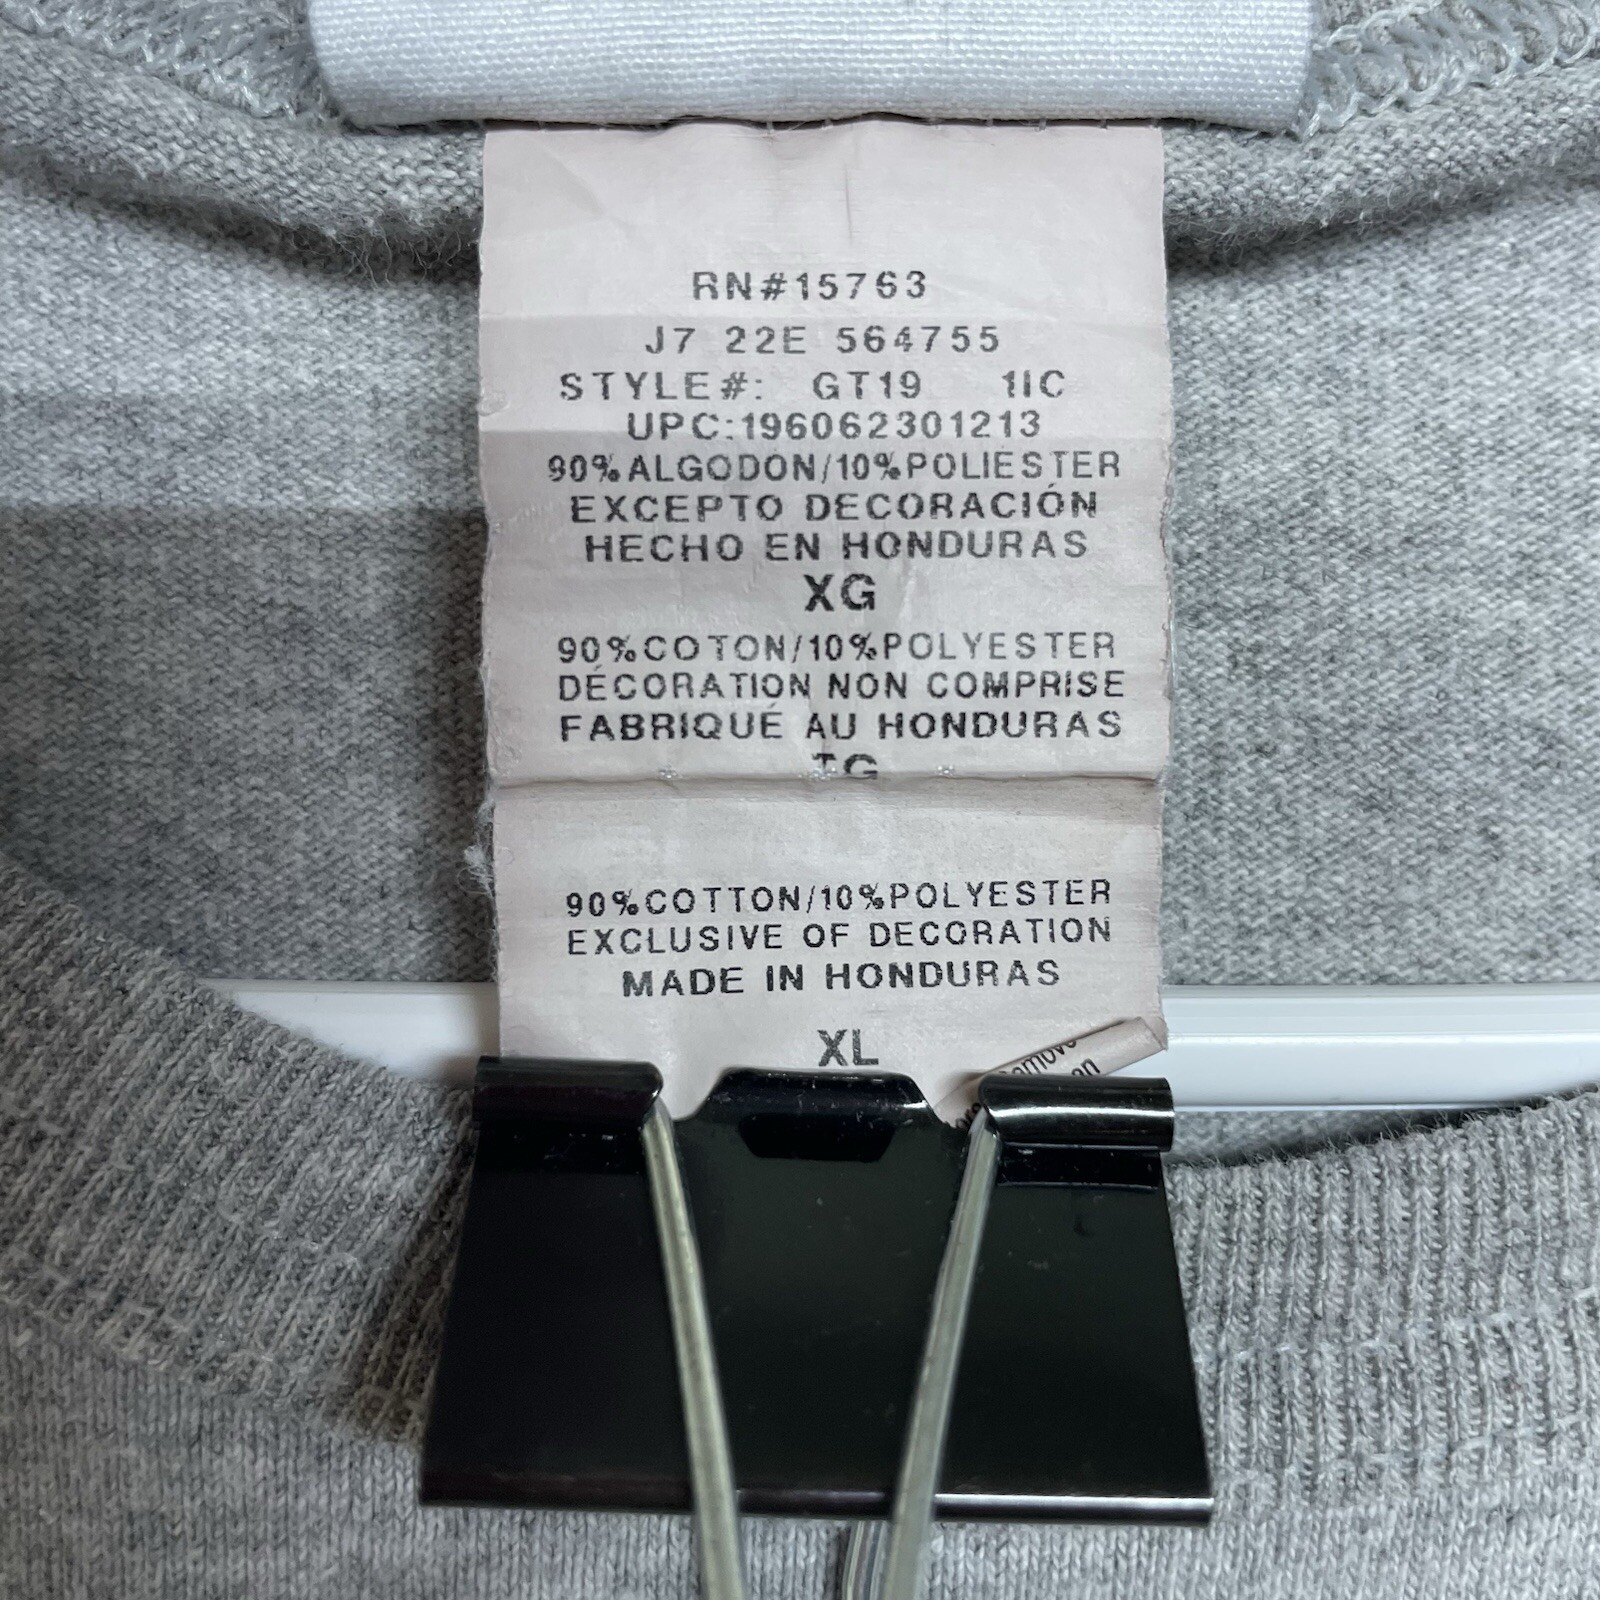 RN#15763
J7 22E 564755
STYLE#: GT19 1IC
UPC:196062301213
90%ALGODON/10%POLIESTER
EXCEPTO DECORACIÓN
HECHO EN HONDURAS
XG
90%COTON/10%POLYESTER
DÉCORATION NON COMPRISE
FABRIQUÉ AU HONDURAS
TG
90%COTTON/10%POLYESTER
EXCLUSIVE OF DECORATION
MADE IN HONDURAS
XL